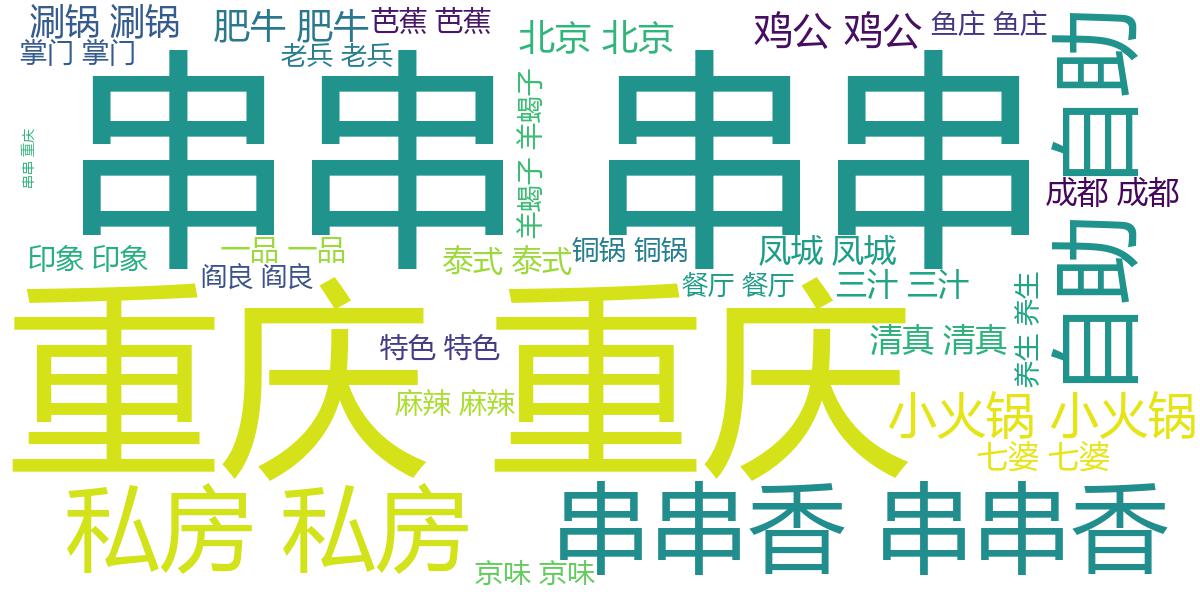 涮锅 涮锅
肥牛 肥牛
芭蕉 芭蕉
北京 北京
鸡公 鸡公
鱼庄 鱼庄
掌门 掌门
老兵 老兵
串串 串串
羊蝎子 羊蝎子
自助 自助
串串 重庆
成都 成都
印象 印象
一品 一品
泰式 泰式
铜锅 铜锅
凤城 凤城
阎良 阎良
餐厅 餐厅
三汁 三汁
养生 养生
重庆 重庆
特色 特色
清真 清真
麻辣 麻辣
小火锅 小火锅
七婆 七婆
私房 私房
串串香 串串香
京味 京味